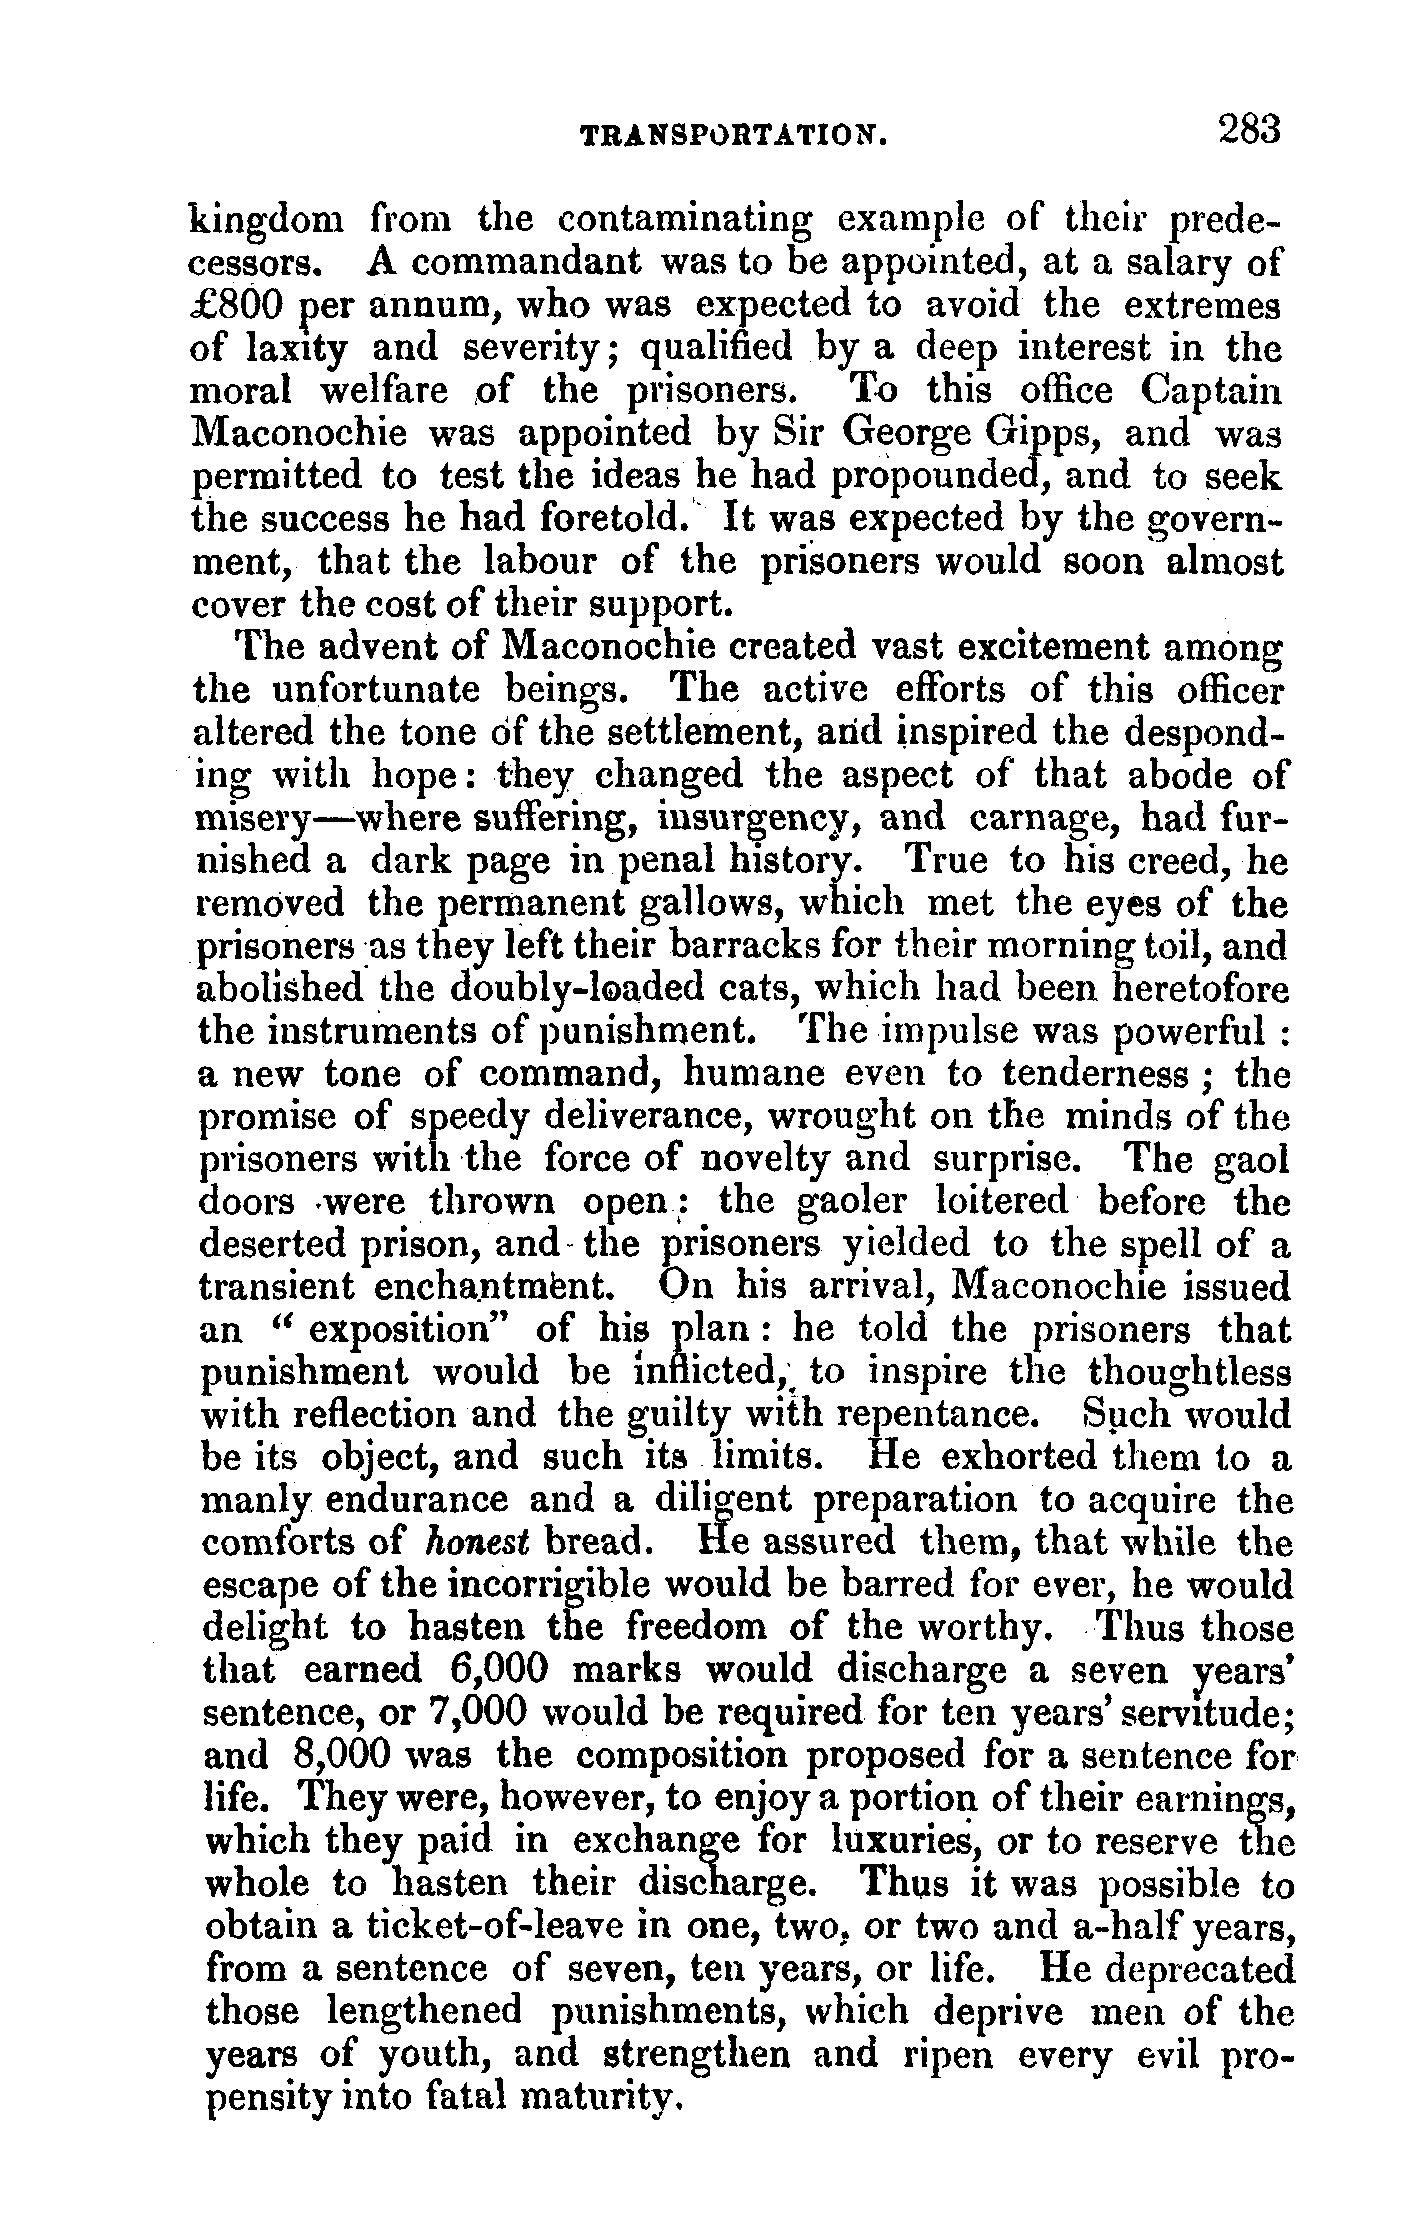 TRANSPORTATION. 283
kingdom from the contaminating example of their prede-
cessors. A commandant was to be appointed, at a salary of
£800 per annum, who was expected to avoid the extremes
of laxity and severity; qualified by a deep interest in the
moral welfare of the prisoners. To this office Captain
Maconochie was appointed by Sir George Gipps, and was
permitted to test the ideas he had propounded, and to seek
the success he had foretold. It was expected by the govern-
ment, that the labour of the prisoners would soon almost
cover the cost of their support.
The advent of Maconochie created vast excitement among
the unfortunate beings. The active efforts of this officer
altered the tone of the settlement, and inspired the despond-
ing with hope: they changed the aspect of that abode of
misery—where suffering, insurgency, and carnage, had fur-
nished a dark page in penal history. True to his creed, he
removed the permanent gallows, which met the eyes of the
prisoners as they left their barracks for their morning toil, and
abolished the doubly-loaded cats, which had been heretofore
the instruments of punishment. The impulse was powerful :
a new tone of command, humane even to tenderness ; the
promise of speedy deliverance, wrought on the minds of the
prisoners with the force of novelty and surprise. The gaol
doors were thrown open : the gaoler loitered before the
deserted prison, and the prisoners yielded to the spell of a
transient enchantment. On his arrival, Maconochie issued
an “ exposition” of his plan : he told the prisoners that
punishment would be inflicted, to inspire the thoughtless
with reflection and the guilty with repentance. Such would
be its object, and such its limits. He exhorted them to a
manly endurance and a diligent preparation to acquire the
comforts of honest bread. He assured them, that while the
escape of the incorrigible would be barred for ever, he would
delight to hasten the freedom of the worthy. Thus those
that earned 6,000 marks would discharge a seven years’
sentence, or 7,000 would be required for ten years’ servitude;
and 8,000 was the composition proposed for a sentence for
life. They were, however, to enjoy a portion of their earnings,
which they paid in exchange for luxuries, or to reserve the
whole to hasten their discharge. Thus it was possible to
obtain a ticket-of-leave in one, two, or two and a-half years,
from a sentence of seven, ten years, or life. He deprecated
those lengthened punishments, which deprive men of the
years of youth, and strengthen and ripen every evil pro-
pensity into fatal maturity.